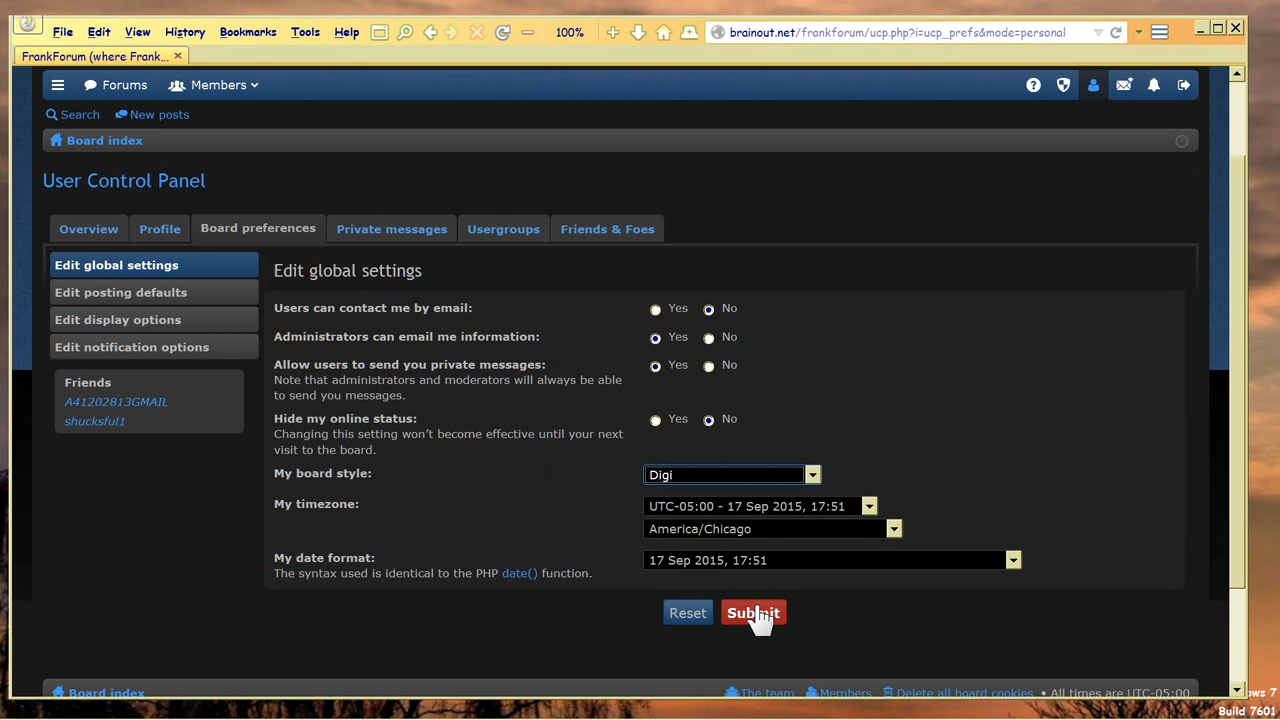 File Edit View History Bookmarks Tools Help 100% brainout.net/frankforum/ucp.php?i=ucp_prefs&mode=personal
FrankForum (where Frank...
Forums Members
Search New posts
Board index
User Control Panel
Overview Profile Board preferences Private messages Usergroups Friends & Foes
Edit global settings
Edit posting defaults
Edit display options
Edit notification options
Friends
A41202813GMAIL
shucksful1
Edit global settings
Users can contact me by email: Yes No
Administrators can email me information: Yes No
Allow users to send you private messages: Yes No
Note that administrators and moderators will always be able
to send you messages.
Hide my online status: Yes No
Changing this setting won't become effective until your next
visit to the board.
My board style: Digi
My timezone: UTC-05:00 - 17 Sep 2015, 17:51
America/Chicago
My date format: 17 Sep 2015, 17:51
The syntax used is identical to the PHP date() function.
Reset Submit
Board index The team Members Delete all board cookies • All times are UTC-05:00
ows 7
Build 7601